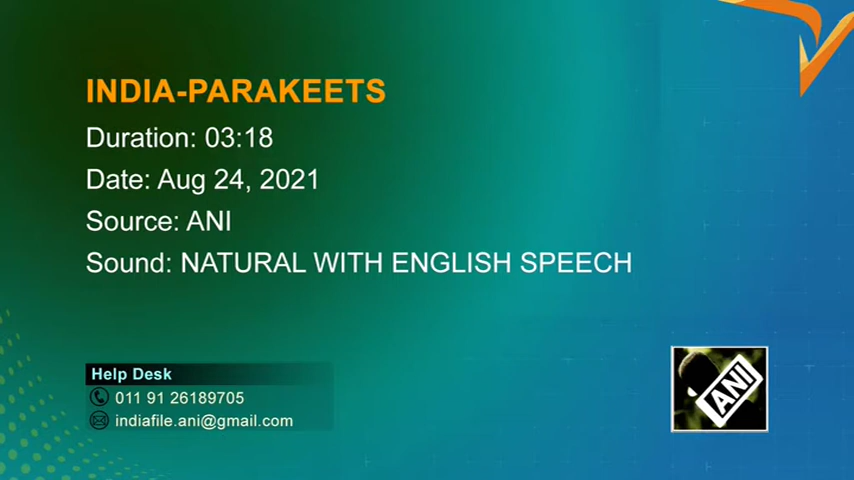 INDIA-PARAKEETS
Duration: 03:18
Date: Aug 24, 2021
Source: ANI
Sound: NATURAL WITH ENGLISH SPEECH
Help Desk
011 91 26189705
indiafile.ani@gmail.com
ANI